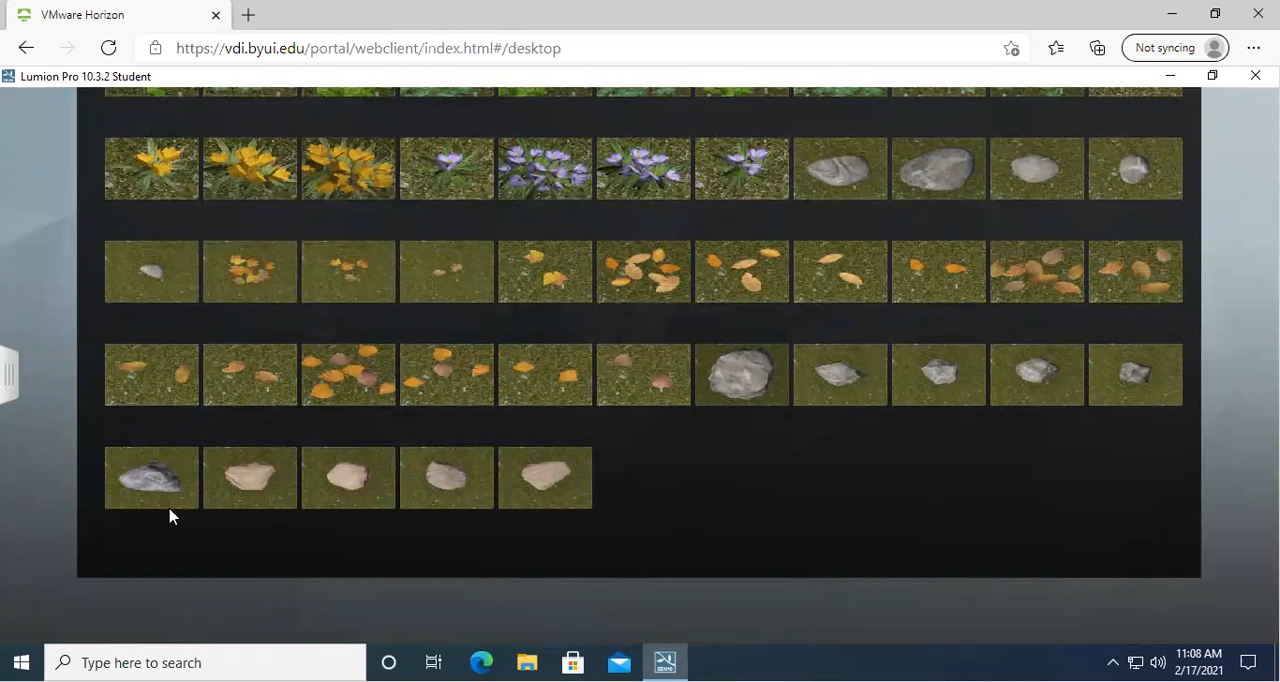 VMware Horizon
https://vdi.byui.edu/portal/webclient/index.html#/desktop
Not syncing
Lumion Pro 10.3.2 Student
Type here to search
11:08 AM
2/17/2021